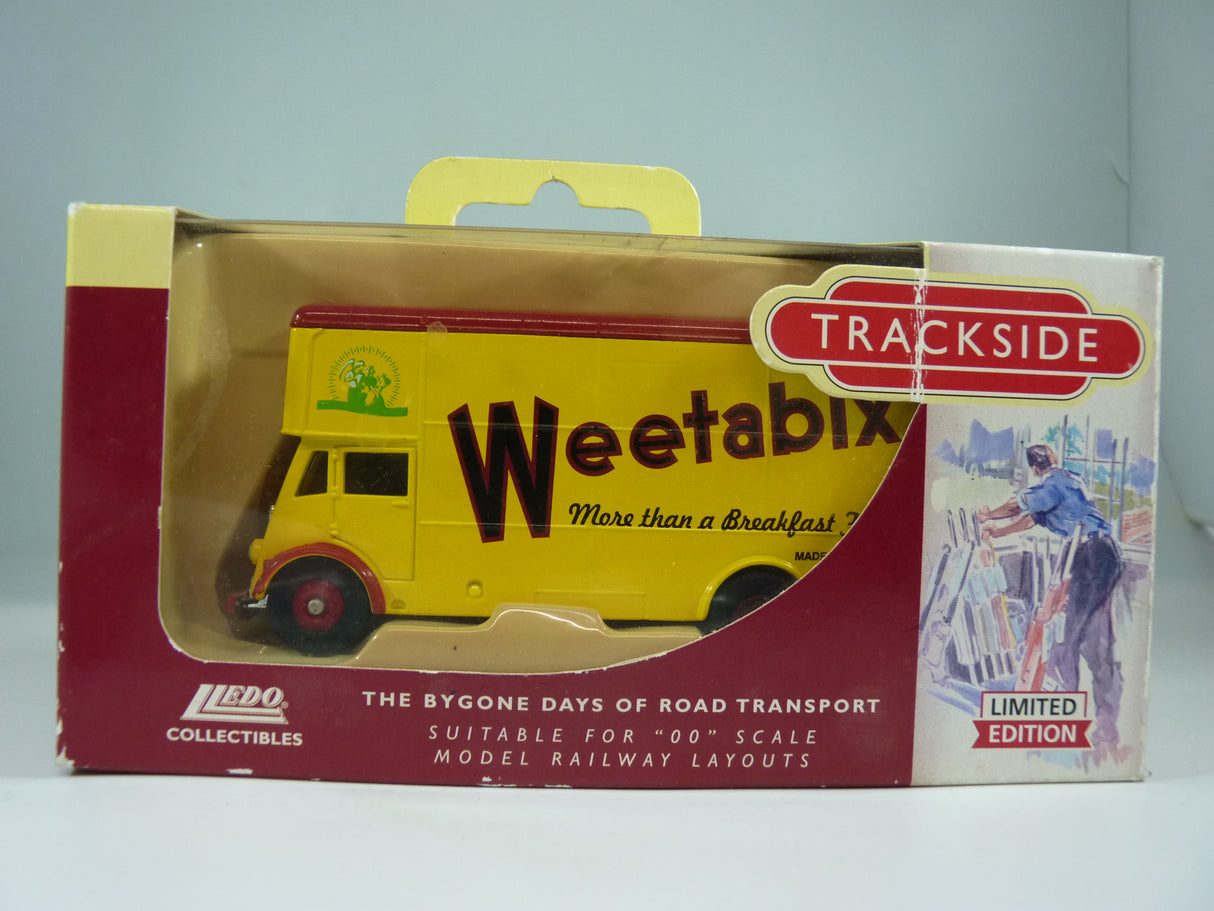 TRACKSIDE
Weetabix
More than a Breakfast
MADE
LLEDO®
COLLECTIBLES
THE BYGONE DAYS OF ROAD TRANSPORT
SUITABLE FOR "00" SCALE
MODEL RAILWAY LAYOUTS
LIMITED
EDITION